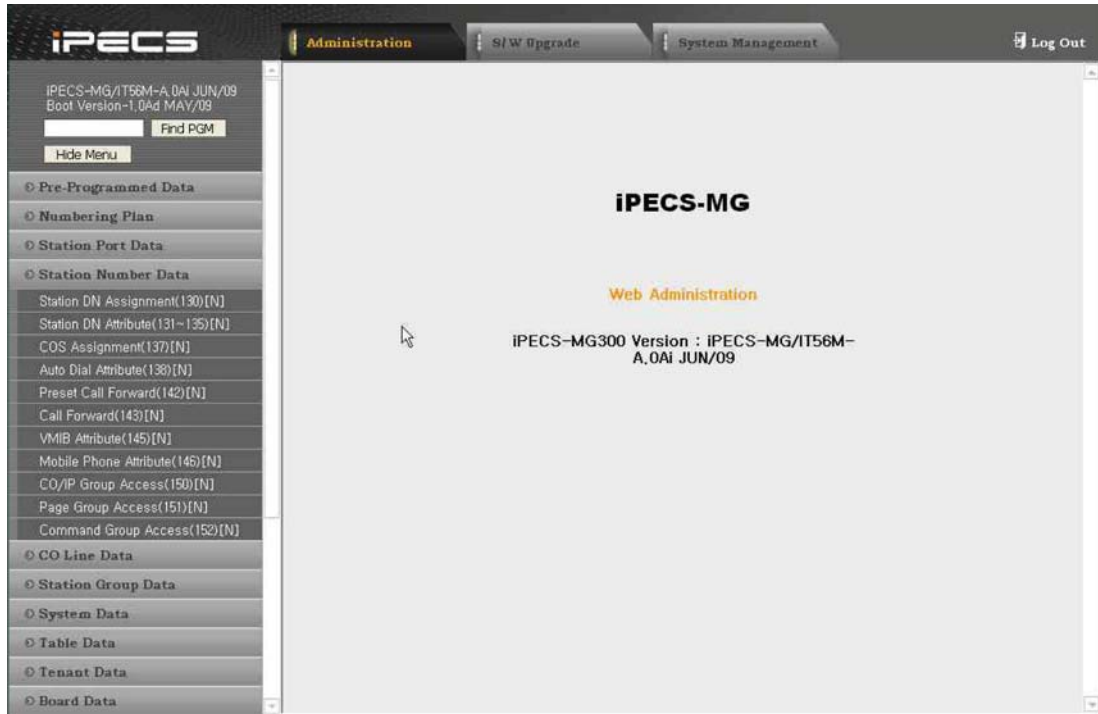 iPECS
Administration
S/W Upgrade
System Management
Log Out
iPECS-MG/IT56M-A.0Ai JUN/09
Boot Version-1.0Ad MAY/09
Find PGM
Hide Menu
Pre-Programmed Data
Numbering Plan
Station Port Data
Station Number Data
Station DN Assignment(130)[N]
Station DN Attribute(131~135)[N]
COS Assignment(137)[N]
Auto Dial Attribute(138)[N]
Preset Call Forward(142)[N]
Call Forward(143)[N]
VMIB Attribute(145)[N]
Mobile Phone Attribute(146)[N]
CO/IP Group Access(150)[N]
Page Group Access(151)[N]
Command Group Access(152)[N]
CO Line Data
Station Group Data
System Data
Table Data
Tenant Data
Board Data
iPECS-MG
Web Administration
iPECS-MG300 Version : iPECS-MG/IT56M-
A.0Ai JUN/09